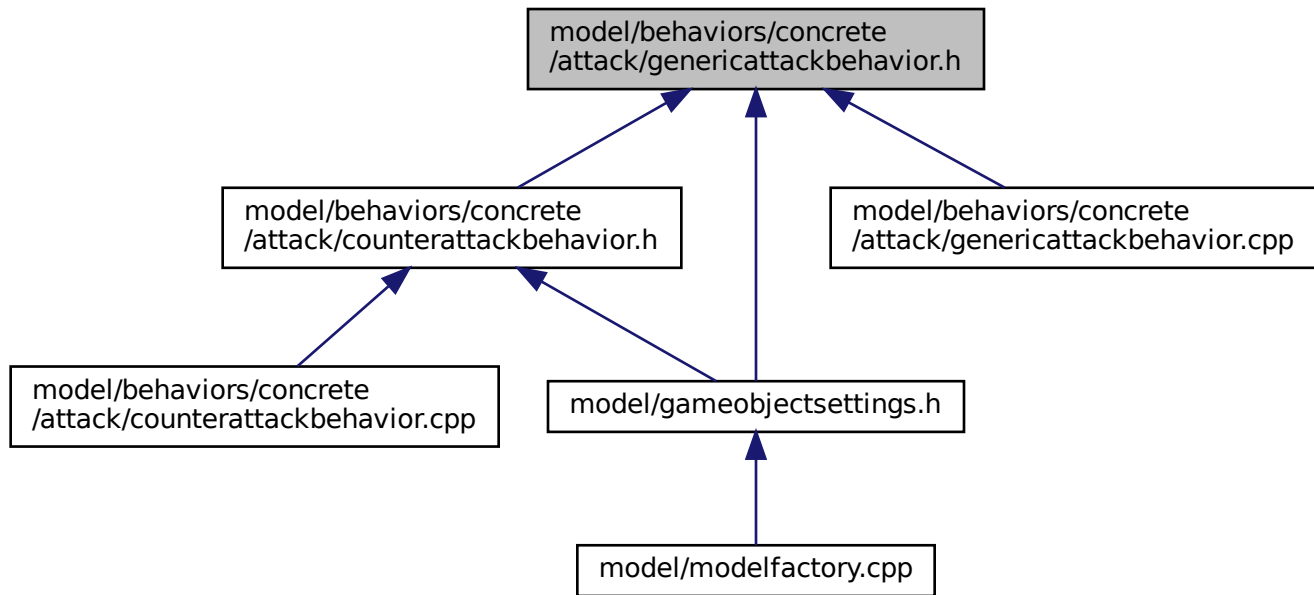 model/behaviors/concrete
/attack/genericattackbehavior.h
model/behaviors/concrete
/attack/counterattackbehavior.h
model/behaviors/concrete
/attack/genericattackbehavior.cpp
model/behaviors/concrete
/attack/counterattackbehavior.cpp
model/gameobjectsettings.h
model/modelfactory.cpp